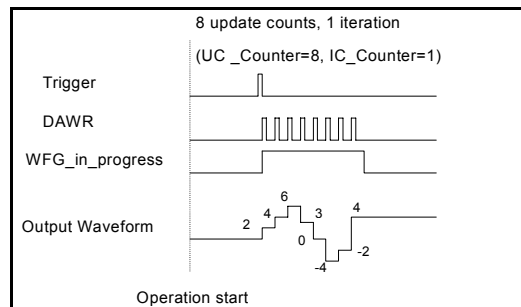 8 update counts, 1 iteration
(UC _Counter=8, IC_Counter=1)
Trigger
DAWR
WFG_in_progress
Output Waveform
2
4
6
0
3
-4
-2
4
Operation start